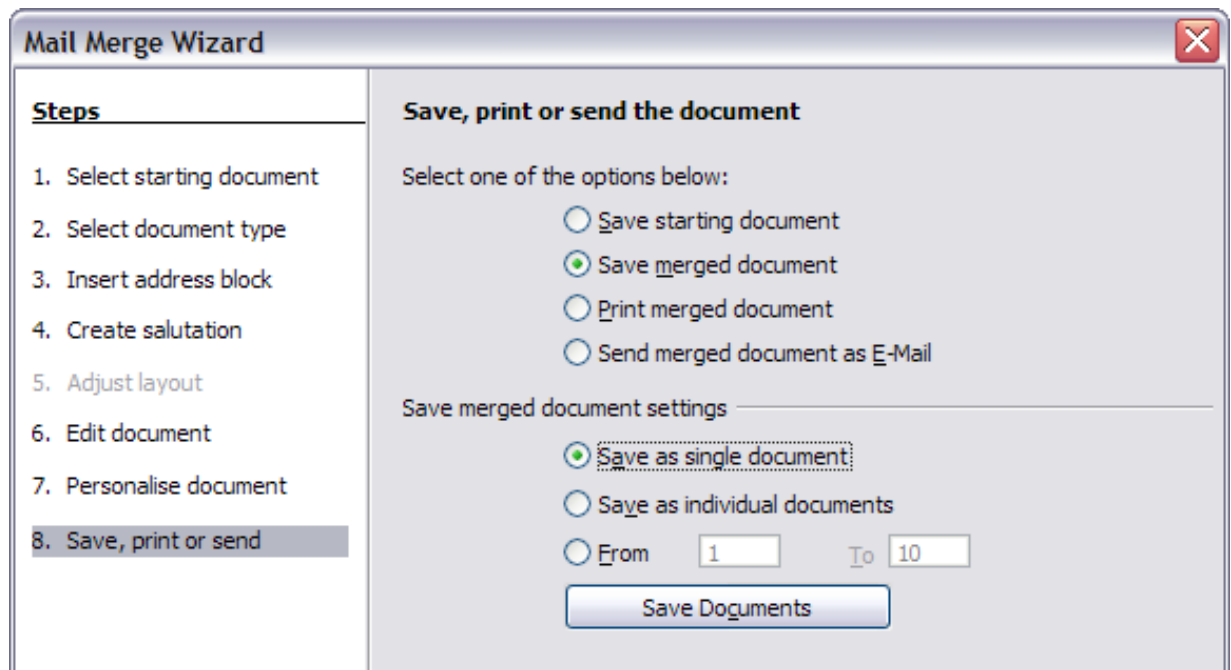 Mail Merge Wizard
Steps
1. Select starting document
2. Select document type
3. Insert address block
4. Create salutation
5. Adjust layout
6. Edit document
7. Personalise document
8. Save, print or send
Save, print or send the document
Select one of the options below:
Save starting document
Save merged document
Print merged document
Send merged document as E-Mail
Save merged document settings
Save as single document
Save as individual documents
From 1 To 10
Save Documents